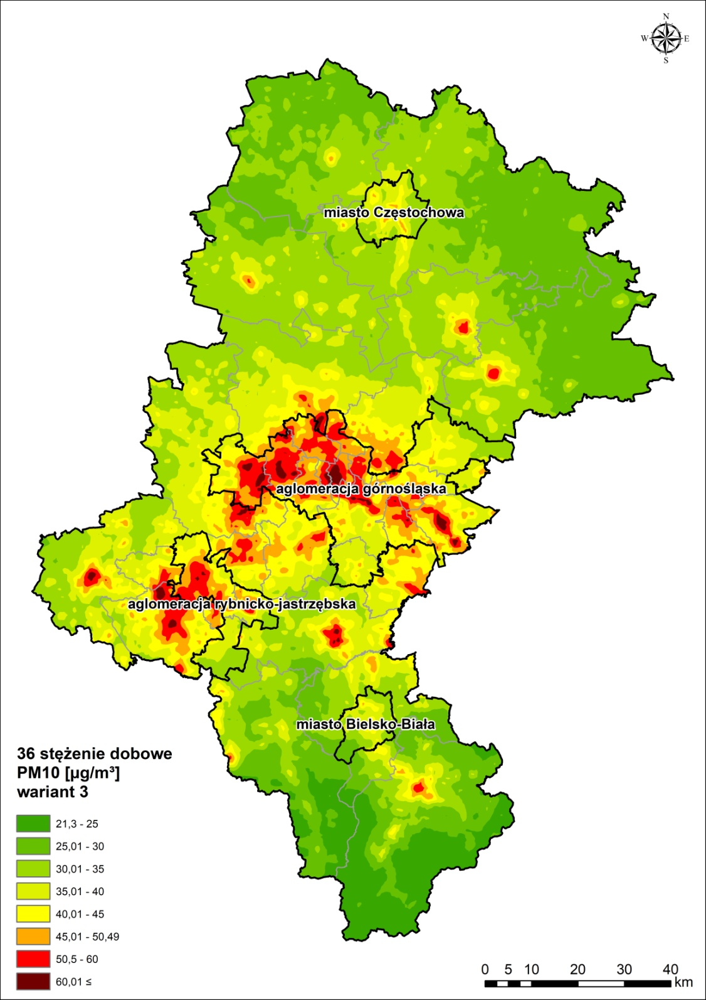 N
W E
S
miasto Częstochowa
aglomeracja górnośląska
aglomeracja rybnicko-jastrzębska
miasto Bielsko-Biała
36 stężenie dobowe
PM10 [µg/m³]
wariant 3
21,3 - 25
25,01 - 30
30,01 - 35
35,01 - 40
40,01 - 45
45,01 - 50,49
50,5 - 60
60,01 ≤
0 5 10 20 30 40
km